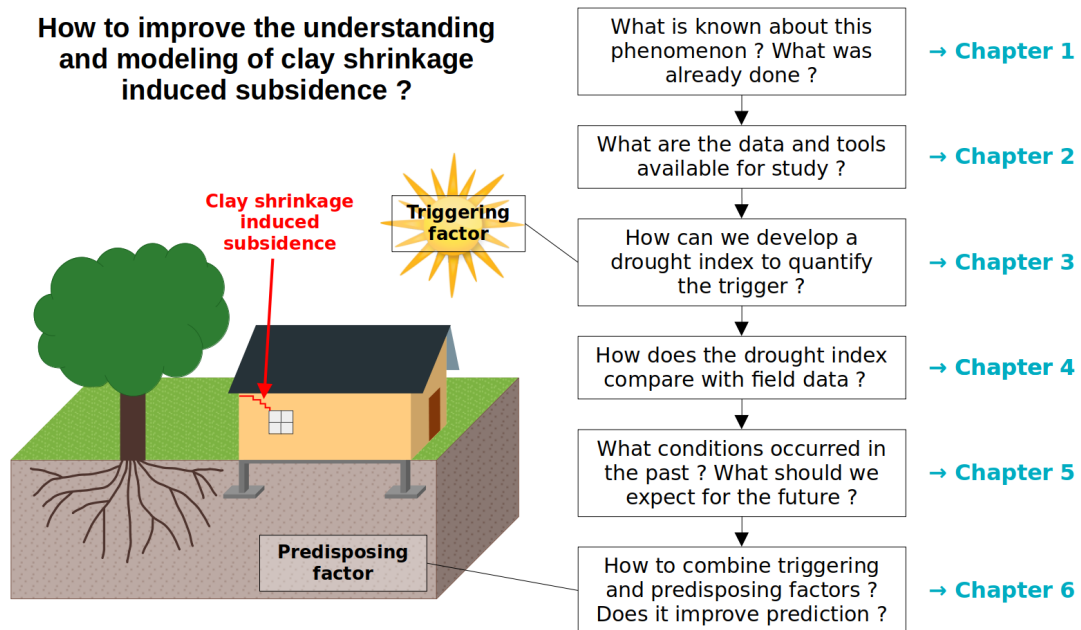 How to improve the understanding
and modeling of clay shrinkage
induced subsidence ?
Clay shrinkage
induced
subsidence
Triggering
factor
Predisposing
factor
What is known about this
phenomenon ? What was
already done ?
→ Chapter 1
What are the data and tools
available for study ?
→ Chapter 2
How can we develop a
drought index to quantify
the trigger ?
→ Chapter 3
How does the drought index
compare with field data ?
→ Chapter 4
What conditions occurred in
the past ? What should we
expect for the future ?
→ Chapter 5
How to combine triggering
and predisposing factors ?
Does it improve prediction ?
→ Chapter 6